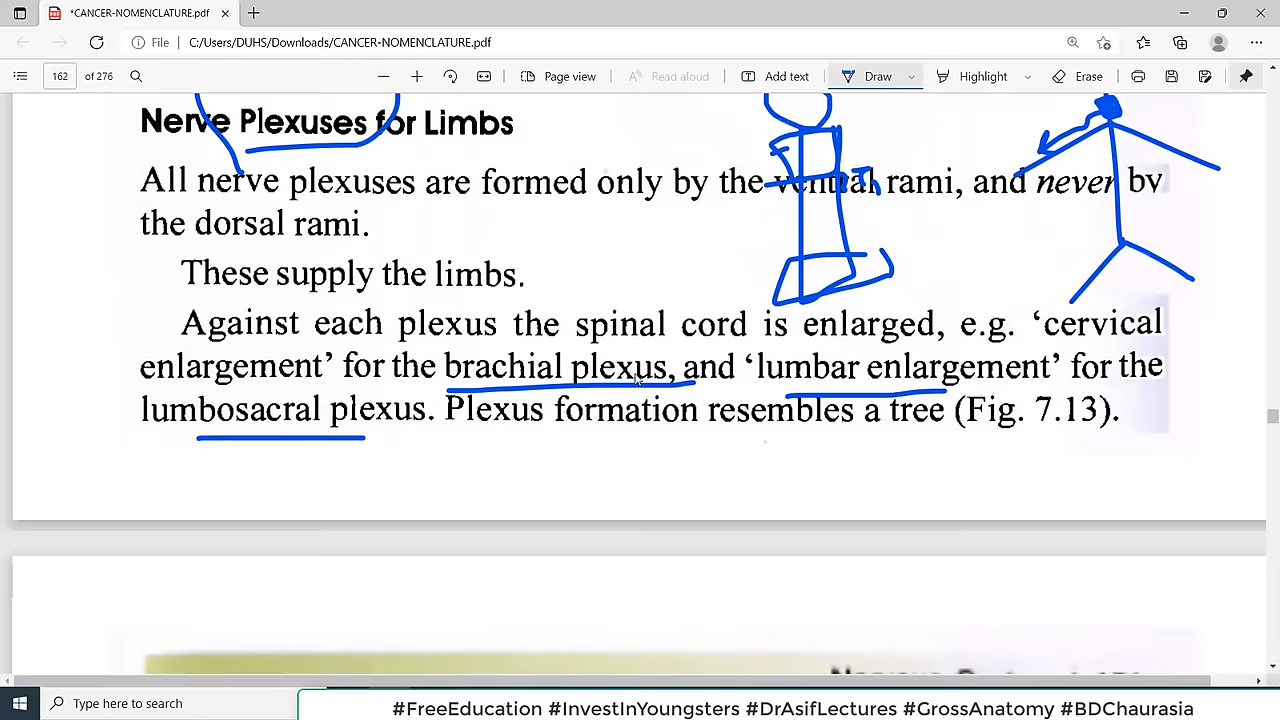 *CANCER-NOMENCLATURE.pdf
File C:/Users/DUHS/Downloads/CANCER-NOMENCLATURE.pdf
162 of 276 Page view Read aloud Add text Draw Highlight Erase
Nerve Plexuses for Limbs
All nerve plexuses are formed only by the ventral rami, and never by
the dorsal rami.
These supply the limbs.
Against each plexus the spinal cord is enlarged, e.g. ‘cervical
enlargement’ for the brachial plexus, and ‘lumbar enlargement’ for the
lumbosacral plexus. Plexus formation resembles a tree (Fig. 7.13).
Type here to search
#FreeEducation #InvestInYoungsters #DrAsifLectures #GrossAnatomy #BDChaurasia